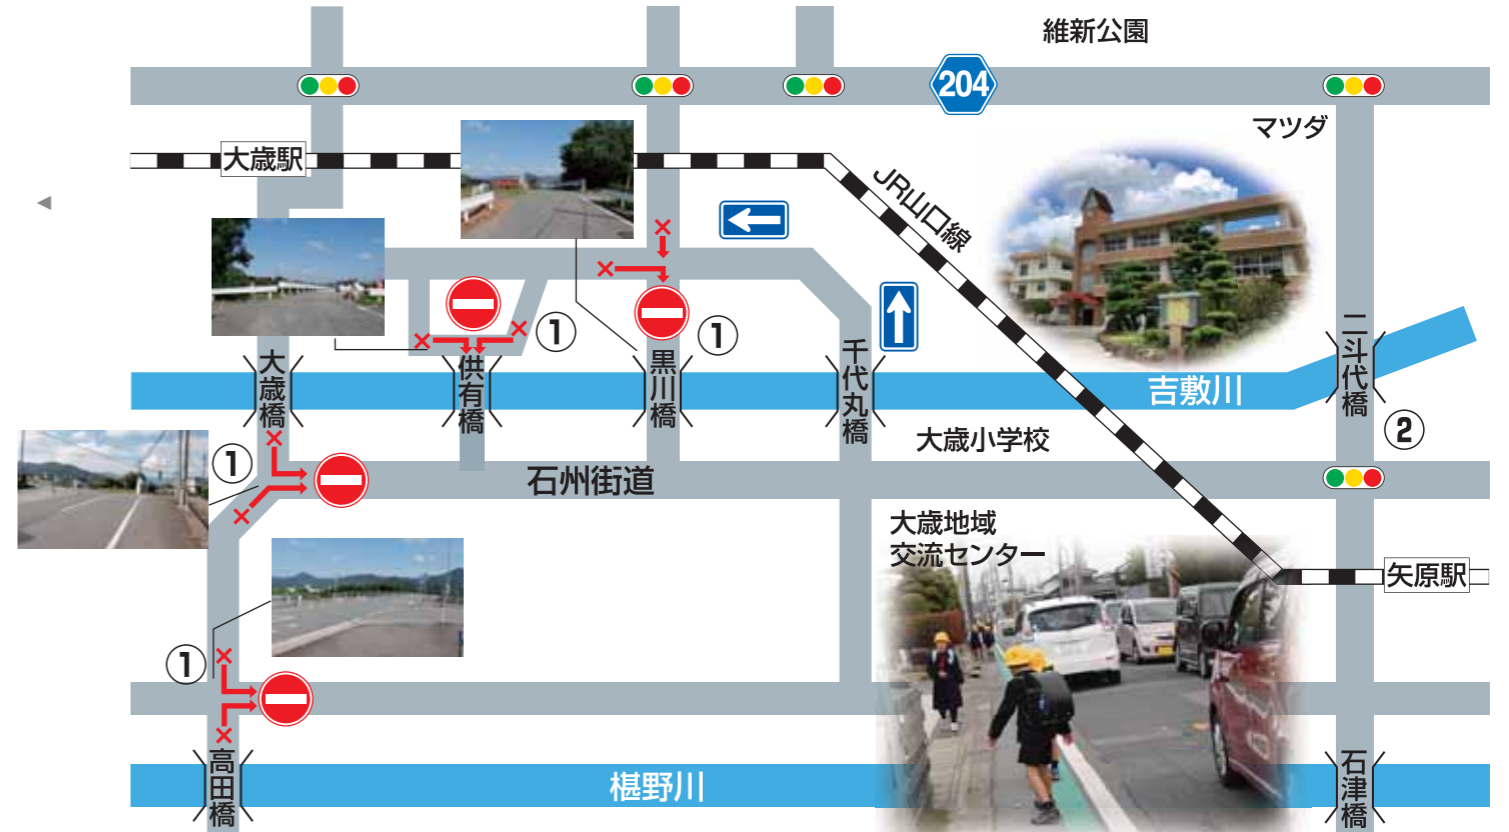 維新公園
204
マツダ
大歳駅
JR山口線
①
①
大歳橋
供有橋
黒川橋
千代丸橋
二斗代橋
吉敷川
②
大歳小学校
①
石州街道
大歳地域
交流センター
矢原駅
①
高田橋
椹野川
石津橋